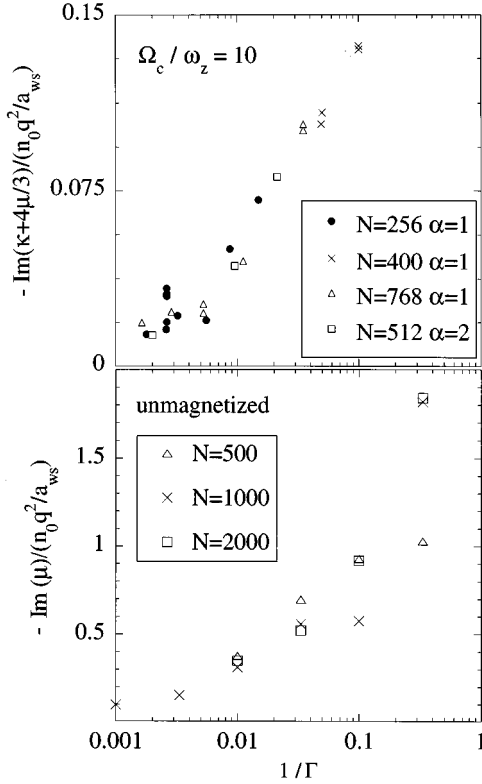 0.15
Ω_c / ω_z = 10
- Im(κ+4μ/3)/(n_0q^2/a_ws)
0.075
N=256 α=1
N=400 α=1
N=768 α=1
N=512 α=2
0
unmagnetized
- Im (μ)/(n_0q^2/a_ws)
1.5
N=500
N=1000
N=2000
1
0.5
0.001 0.01 0.1 1
1/Γ